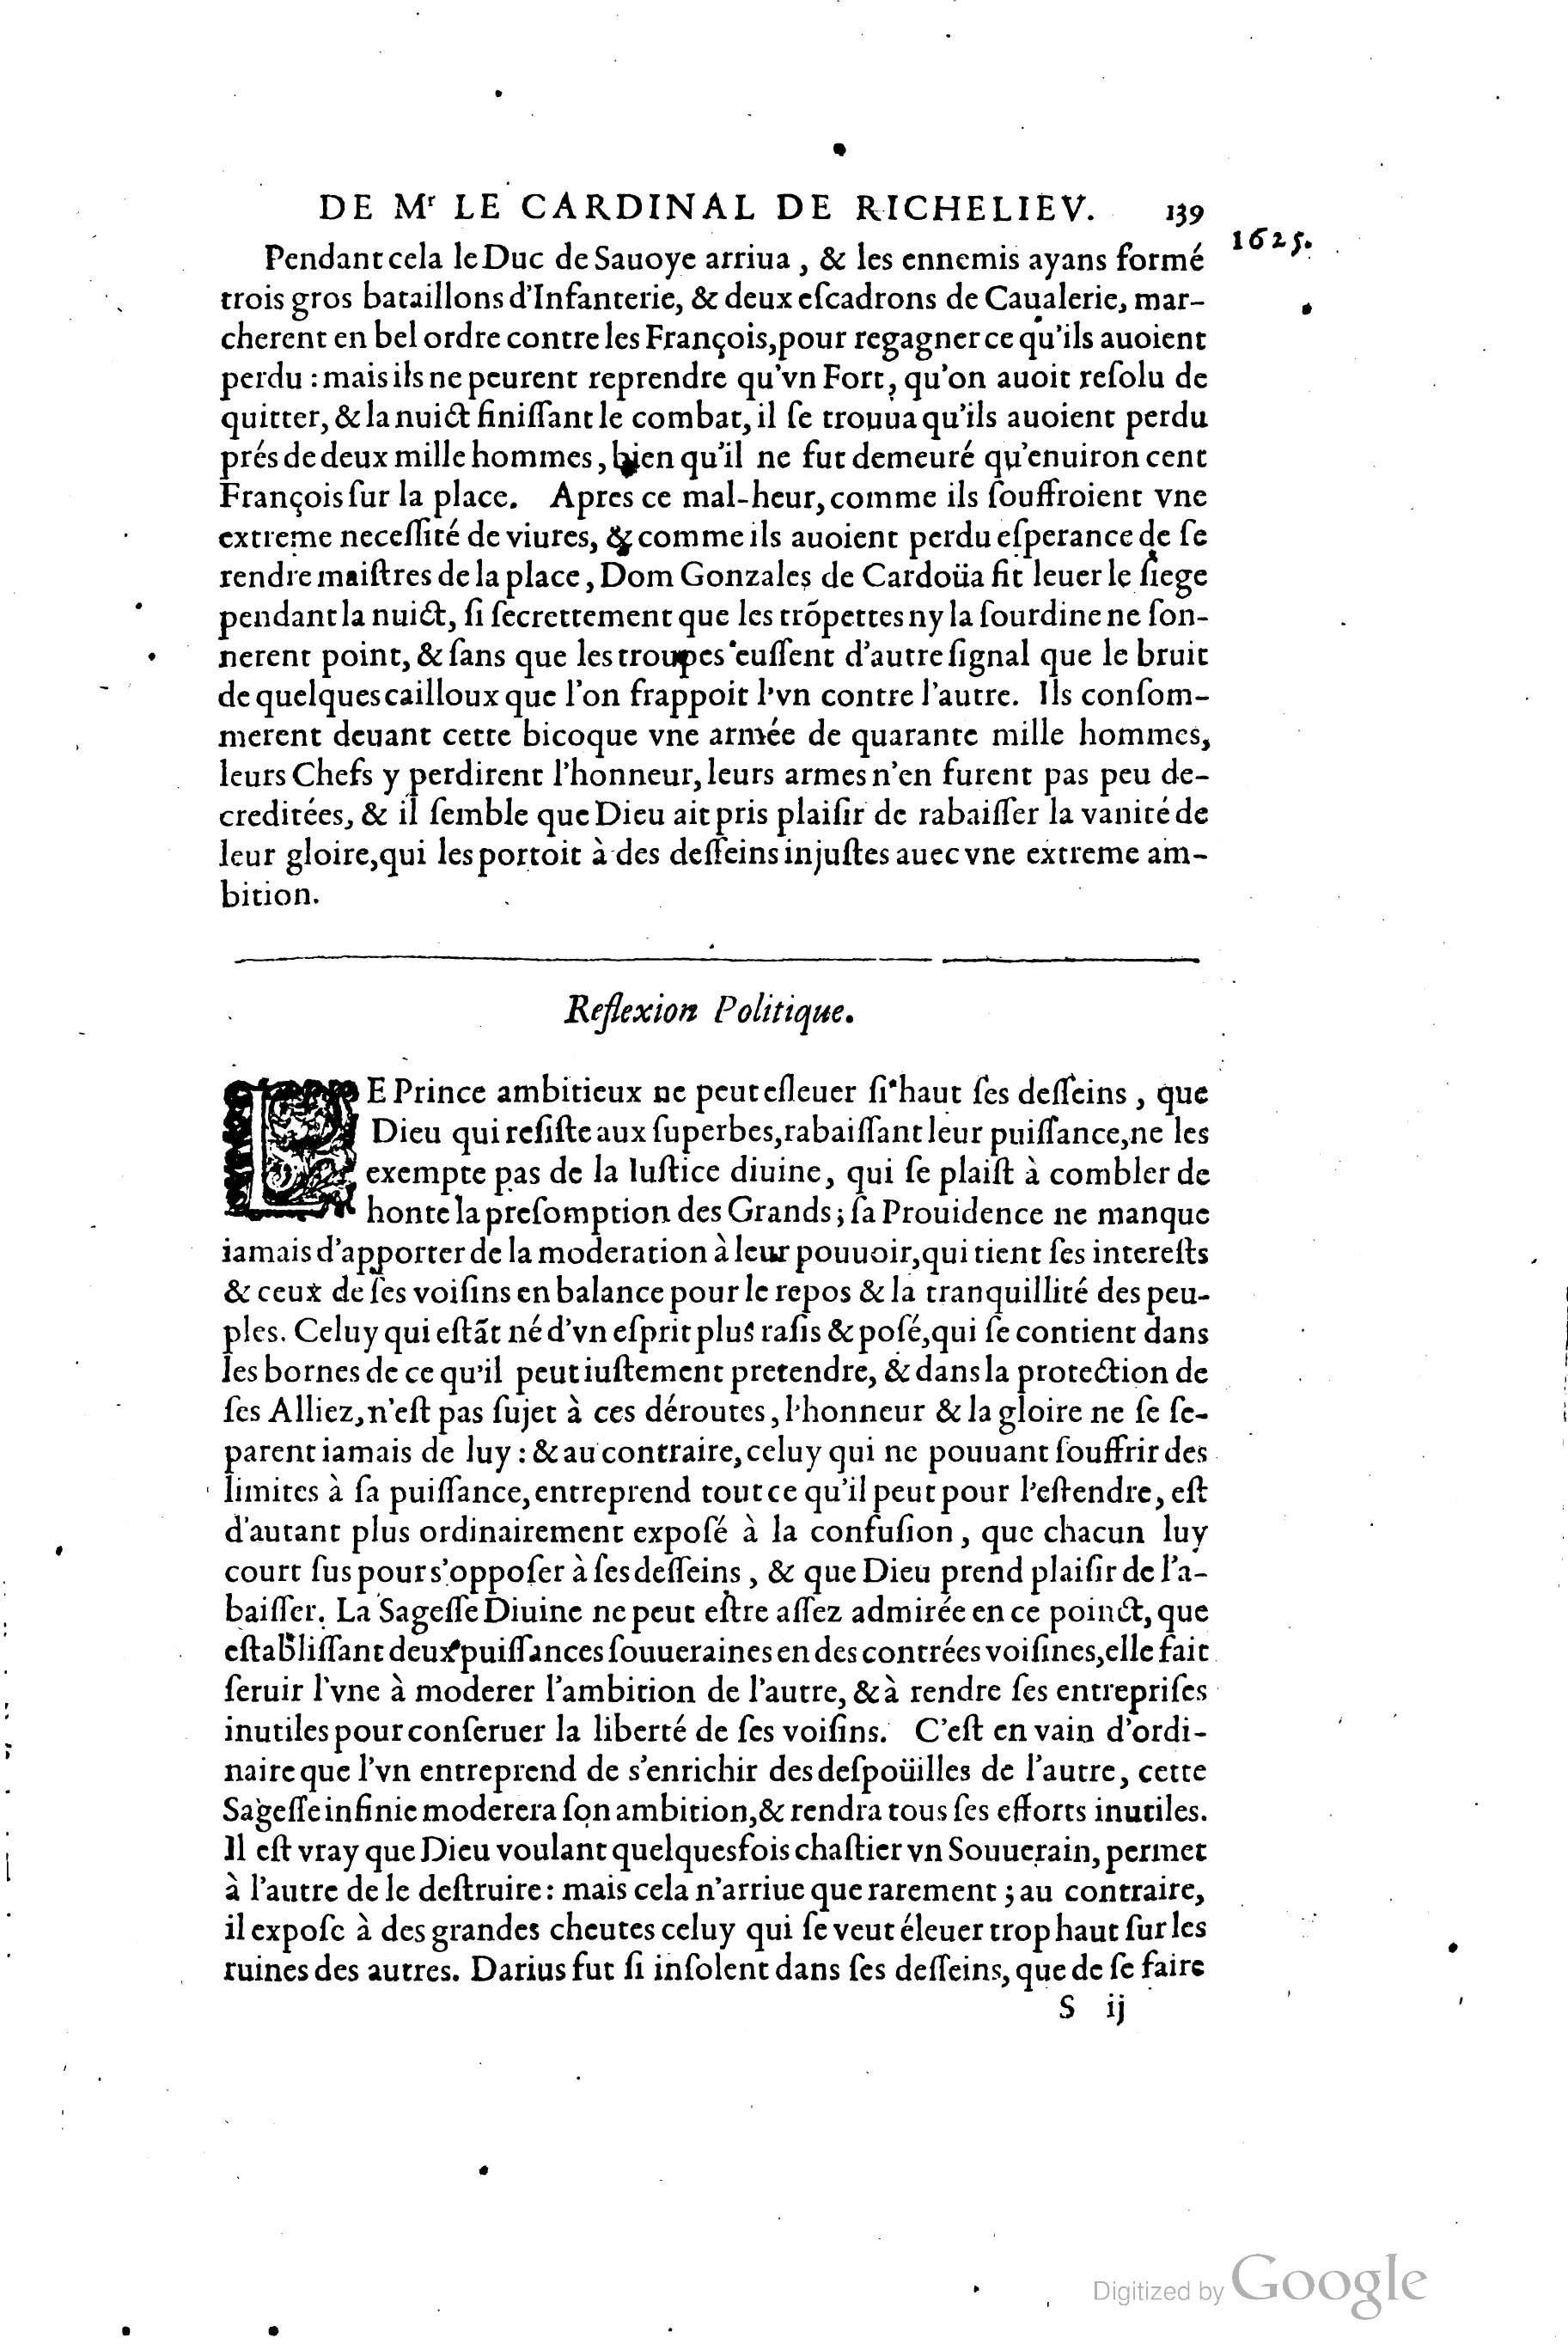 DE Mr LE CARDINAL DE RICHELIEV. 139
1625.
Pendant cela le Duc de Sauoye arriua, & les ennemis ayans formé
trois gros bataillons d'Infanterie, & deux eſcadrons de Caualerie, mar-
cherent en bel ordre contre les François, pour regagner ce qu'ils auoient
perdu : mais ils ne peurent reprendre qu'vn Fort, qu'on auoit reſolu de
quitter, & la nuict finiſſant le combat, il ſe trouua qu'ils auoient perdu
prés de deux mille hommes, bien qu'il ne fut demeuré qu'enuiron cent
François ſur la place. Apres ce mal-heur, comme ils ſouffroient vne
extreme neceſſité de viures, & comme ils auoient perdu eſperance de ſe
rendre maiſtres de la place, Dom Gonzales de Cardoüa fit leuer le ſiege
pendant la nuict, ſi ſecrettement que les trõpettes ny la ſourdine ne ſon-
nerent point, & ſans que les troupes euſſent d'autre ſignal que le bruit
de quelques cailloux que l'on frappoit l'vn contre l'autre. Ils conſom-
merent deuant cette bicoque vne armée de quarante mille hommes,
leurs Chefs y perdirent l'honneur, leurs armes n'en furent pas peu de-
creditées, & il ſemble que Dieu ait pris plaiſir de rabaiſſer la vanité de
leur gloire, qui les portoit à des deſſeins injuſtes auec vne extreme am-
bition.
Reflexion Politique.
LE Prince ambitieux ne peut eſleuer ſi haut ſes deſſeins, que
Dieu qui reſiſte aux ſuperbes, rabaiſſant leur puiſſance, ne les
exempte pas de la Iuſtice diuine, qui ſe plaiſt à combler de
honte la preſomption des Grands ; ſa Prouidence ne manque
iamais d'apporter de la moderation à leur pouuoir, qui tient ſes intereſts
& ceux de ſes voiſins en balance pour le repos & la tranquillité des peu-
ples. Celuy qui eſtãt né d'vn eſprit plus raſis & poſé, qui ſe contient dans
les bornes de ce qu'il peut iuſtement pretendre, & dans la protection de
ſes Alliez, n'eſt pas ſujet à ces déroutes, l'honneur & la gloire ne ſe ſe-
parent iamais de luy : & au contraire, celuy qui ne pouuant ſouffrir des
limites à ſa puiſſance, entreprend tout ce qu'il peut pour l'eſtendre, eſt
d'autant plus ordinairement expoſé à la confuſion, que chacun luy
court ſus pour s'oppoſer à ſes deſſeins, & que Dieu prend plaiſir de l'a-
baiſſer. La Sageſſe Diuine ne peut eſtre aſſez admirée en ce poinct, que
eſtabliſſant deux puiſſances ſouueraines en des contrées voiſines, elle fait
ſeruir l'vne à moderer l'ambition de l'autre, & à rendre ſes entrepriſes
inutiles pour conſeruer la liberté de ſes voiſins. C'eſt en vain d'ordi-
naire que l'vn entreprend de s'enrichir des deſpoüilles de l'autre, cette
Sageſſe infinie moderera ſon ambition, & rendra tous ſes efforts inutiles.
Il eſt vray que Dieu voulant quelquesfois chaſtier vn Souuerain, permet
à l'autre de le deſtruire : mais cela n'arriue que rarement ; au contraire,
il expoſe à des grandes cheutes celuy qui ſe veut éleuer trop haut ſur les
ruines des autres. Darius fut ſi inſolent dans ſes deſſeins, que de ſe faire
S ij
Digitized by Google